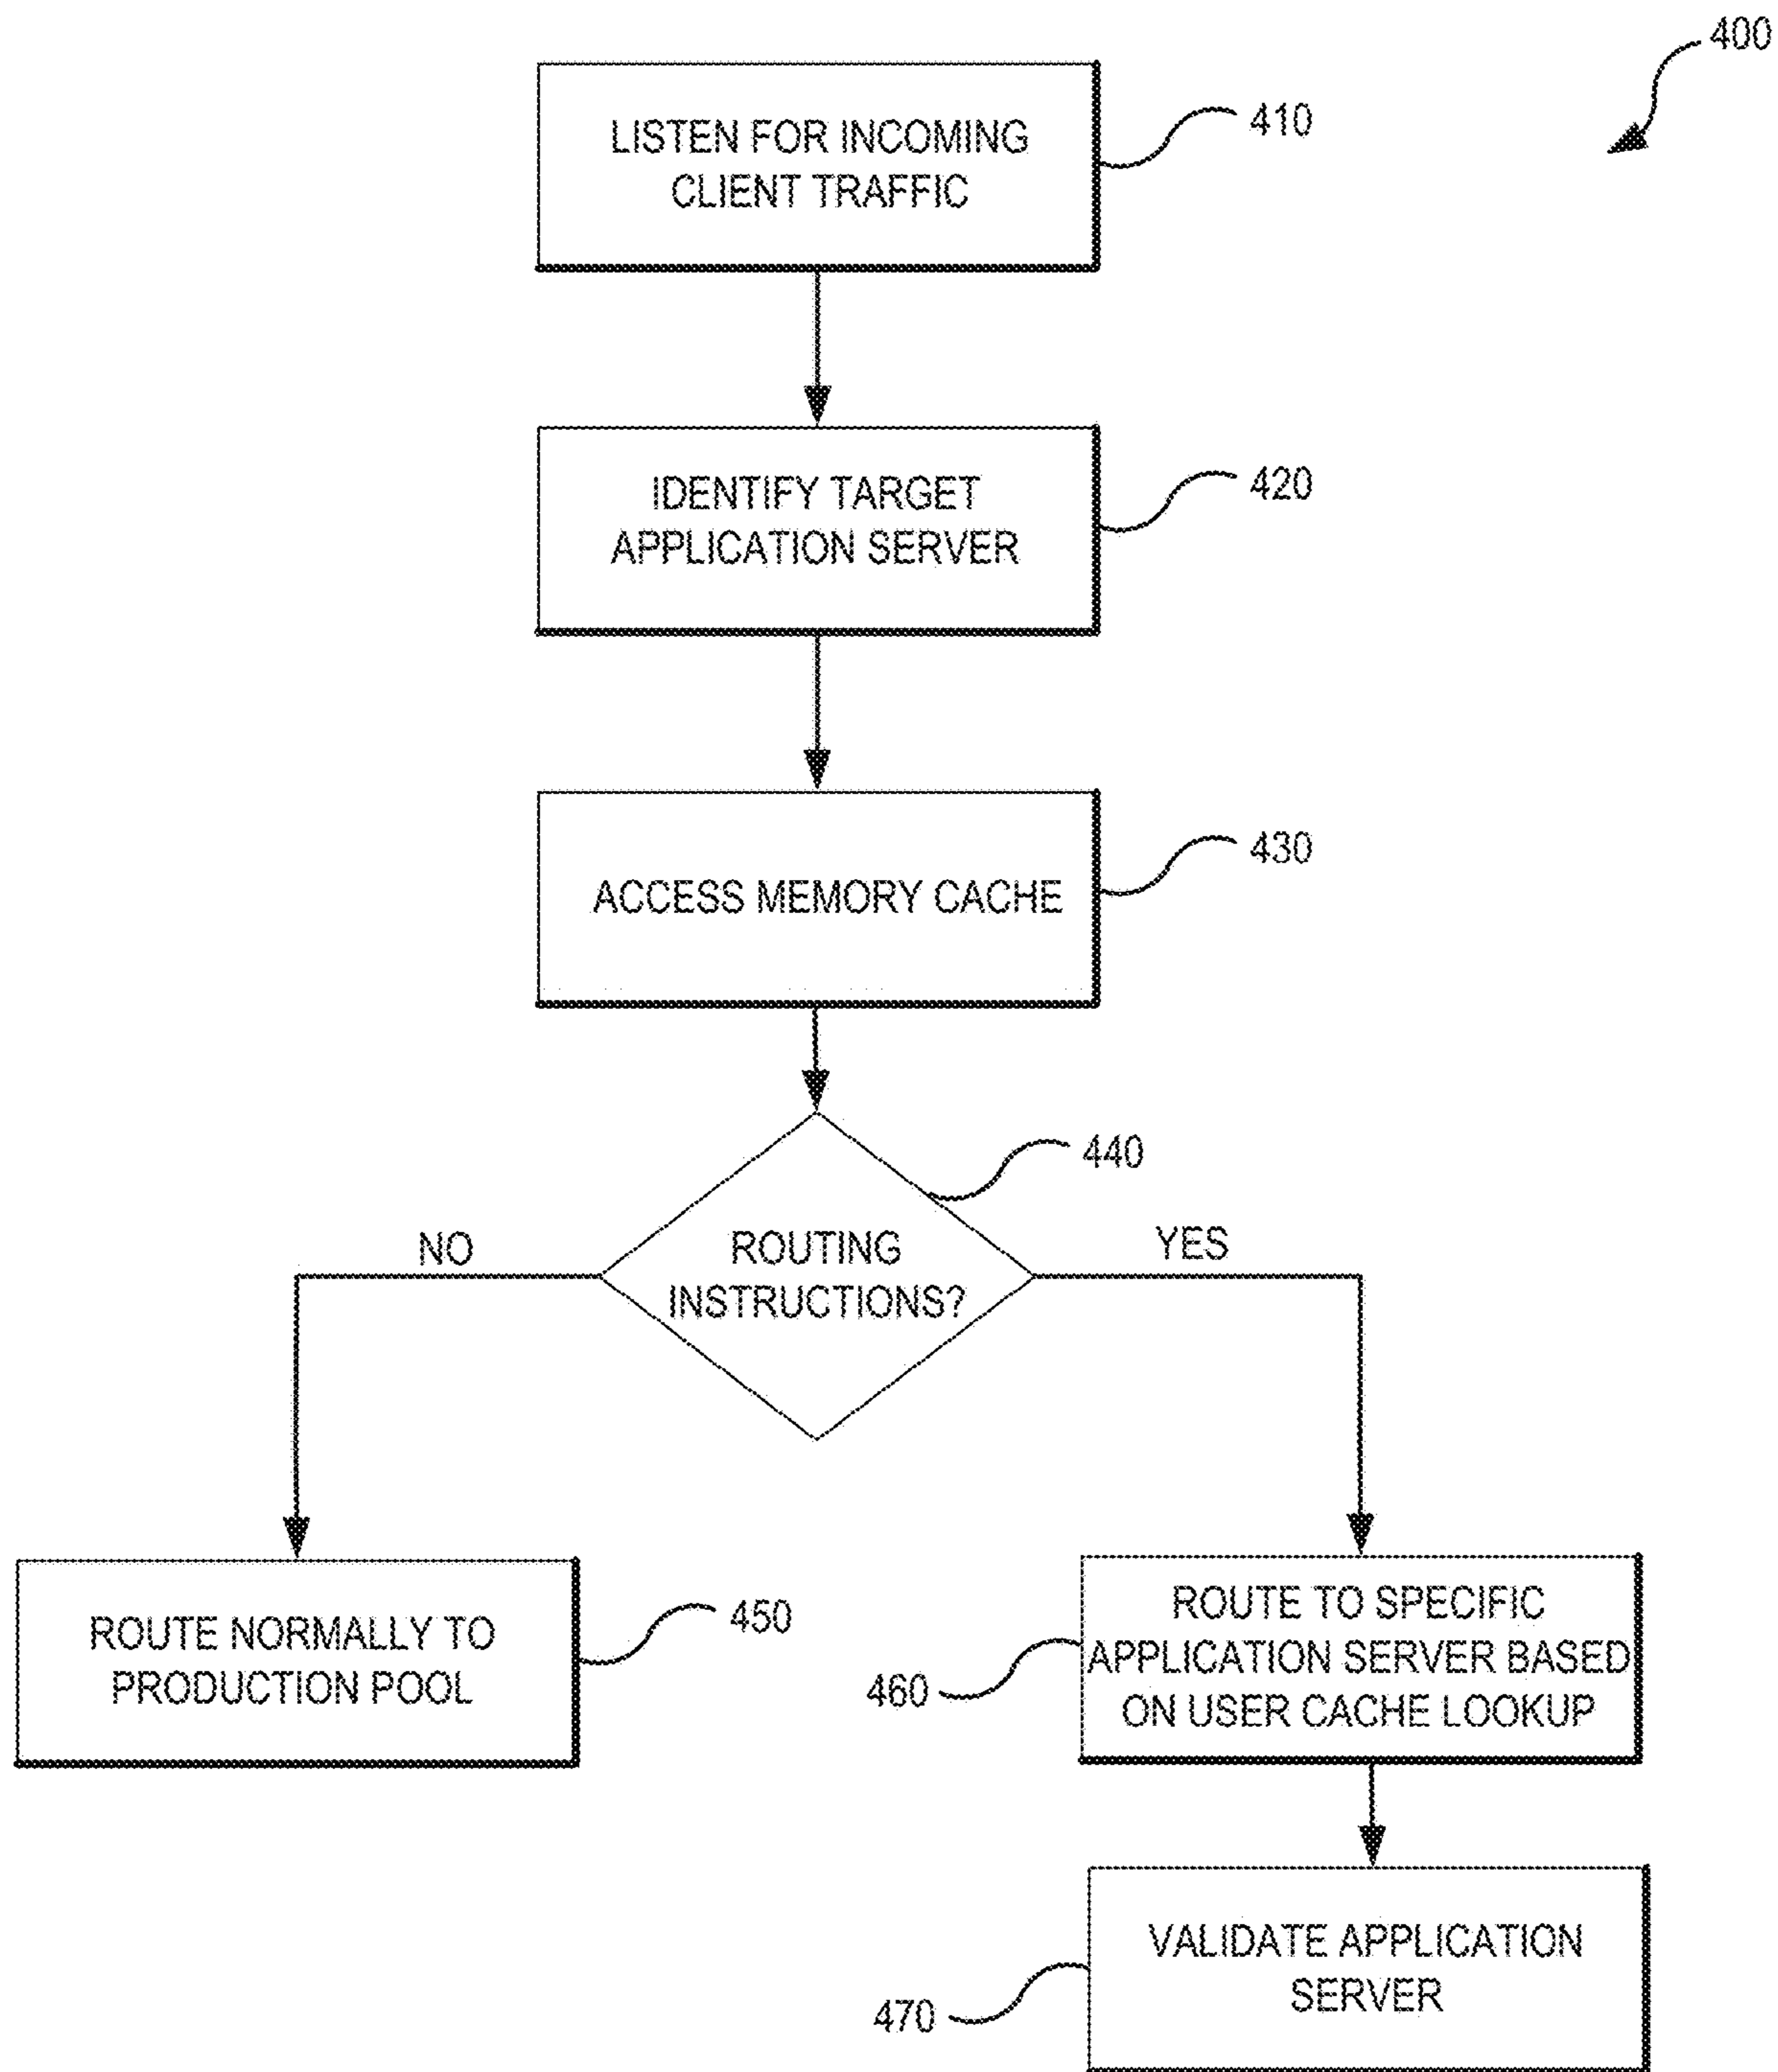 400
LISTEN FOR INCOMING
CLIENT TRAFFIC
410
IDENTIFY TARGET
APPLICATION SERVER
420
ACCESS MEMORY CACHE
430
440
ROUTING
INSTRUCTIONS?
NO
YES
ROUTE NORMALLY TO
PRODUCTION POOL
450
ROUTE TO SPECIFIC
APPLICATION SERVER BASED
ON USER CACHE LOOKUP
460
VALIDATE APPLICATION
SERVER
470